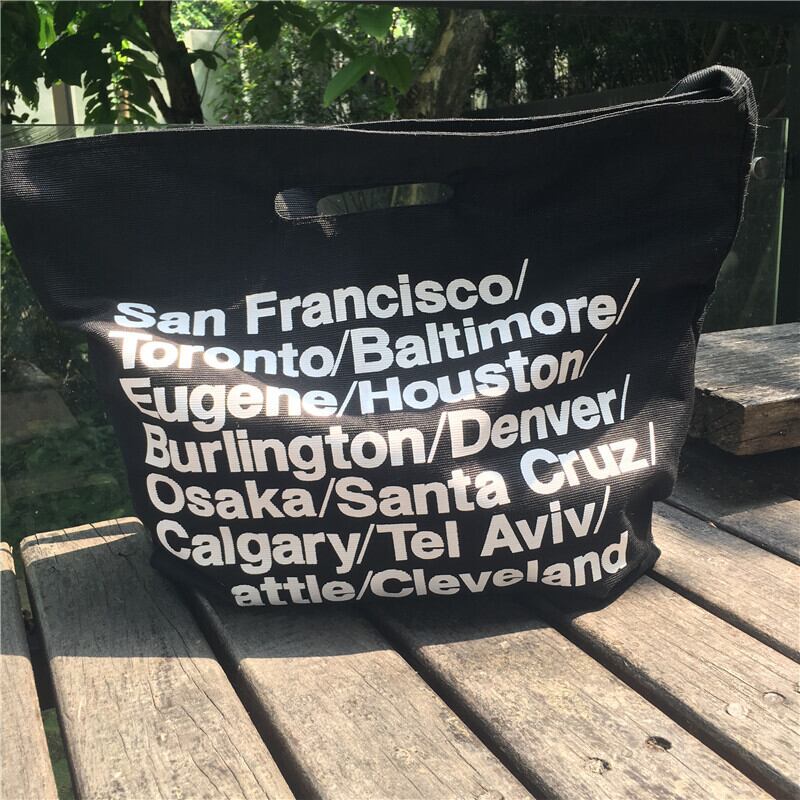 San Francisco/
Toronto/Baltimore/
Eugene/Houston/
Burlington/Denver/
Osaka/Santa Cruz/
Calgary/Tel Aviv/
attle/Cleveland